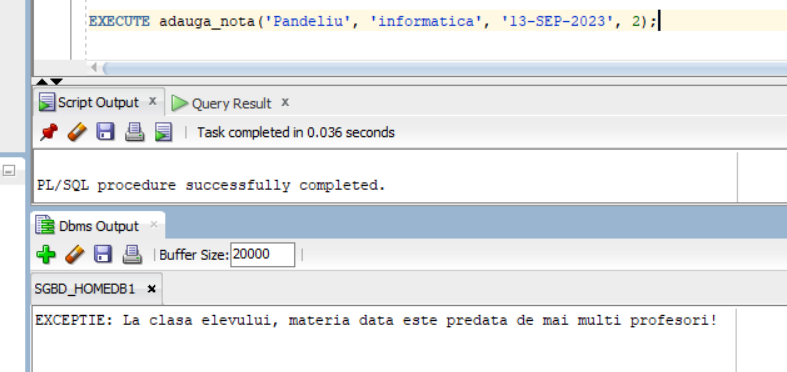 EXECUTE adauga_nota('Pandeliu', 'informatica', '13-SEP-2023', 2);
Script Output x Query Result x
Task completed in 0.036 seconds
PL/SQL procedure successfully completed.
Dbms Output x
Buffer Size: 20000
SGBD_HOMEDB1 x
EXCEPTIE: La clasa elevului, materia data este predata de mai multi profesori!